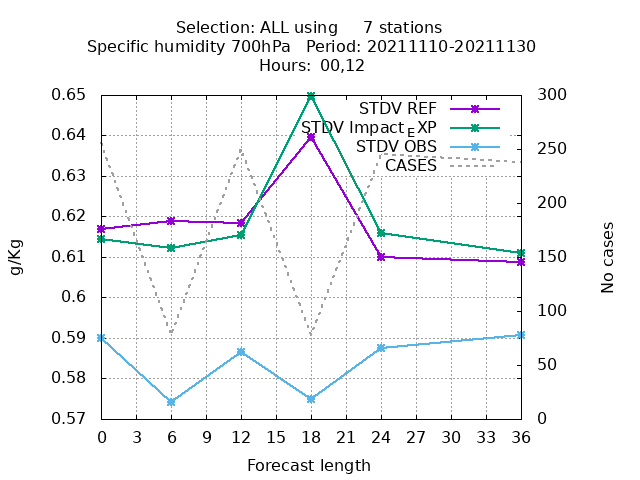 Selection: ALL using     7 stations
Specific humidity 700hPa   Period: 20211110-20211130
Hours:  00,12
STDV REF
STDV Impact_EXP
STDV OBS
CASES
g/Kg
0.65
0.64
0.63
0.62
0.61
0.6
0.59
0.58
0.57
300
250
200
150
100
50
0
No cases
0 3 6 9 12 15 18 21 24 27 30 33 36
Forecast length